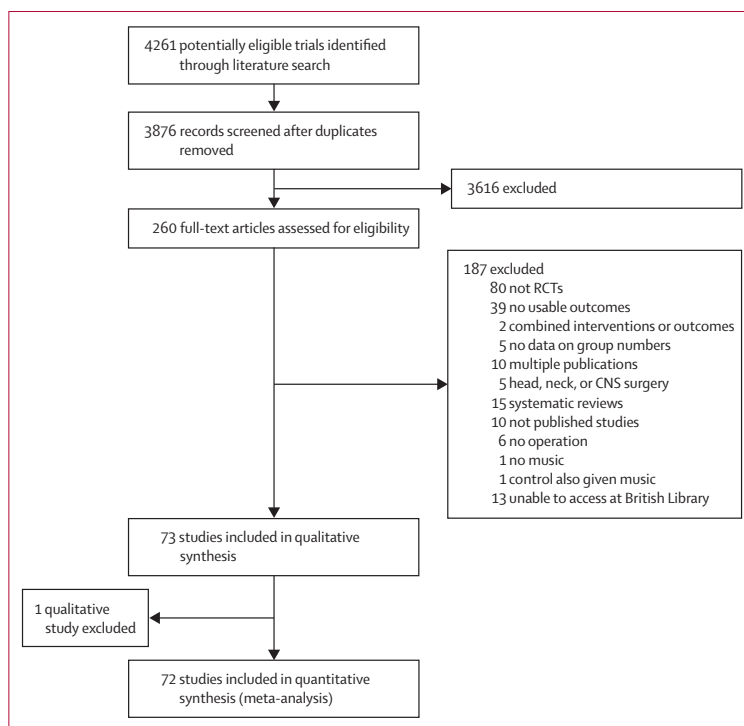 4261 potentially eligible trials identified
through literature search
3876 records screened after duplicates
removed
3616 excluded
260 full-text articles assessed for eligibility
187 excluded
80 not RCTs
39 no usable outcomes
2 combined interventions or outcomes
5 no data on group numbers
10 multiple publications
5 head, neck, or CNS surgery
15 systematic reviews
10 not published studies
6 no operation
1 no music
1 control also given music
13 unable to access at British Library
73 studies included in qualitative
synthesis
1 qualitative
study excluded
72 studies included in quantitative
synthesis (meta-analysis)